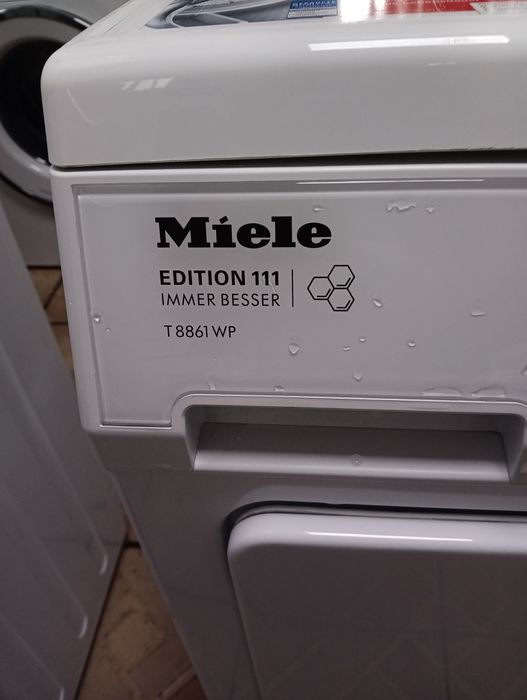 Miele
EDITION 111
IMMER BESSER
T 8861 WP